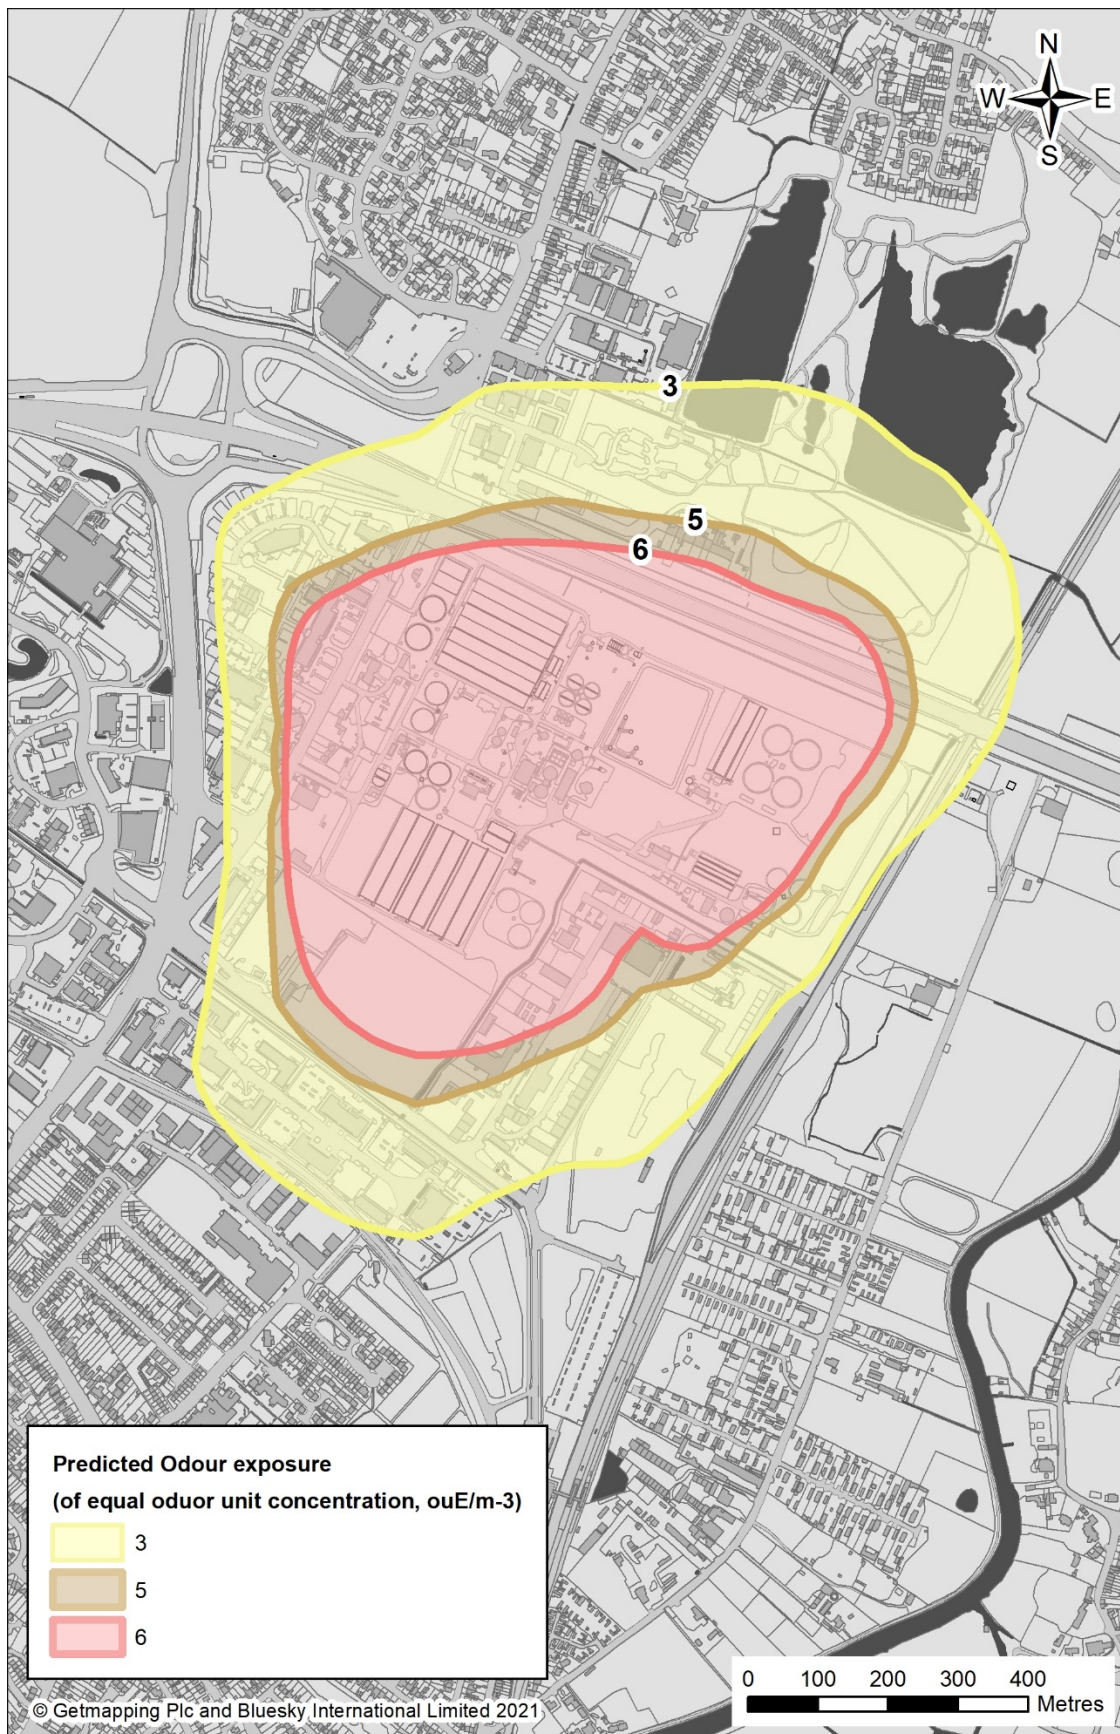 N
W E
S
3
5
6
Predicted Odour exposure
(of equal oduor unit concentration, ouE/m-3)
3
5
6
0 100 200 300 400
Metres
© Getmapping Plc and Bluesky International Limited 2021